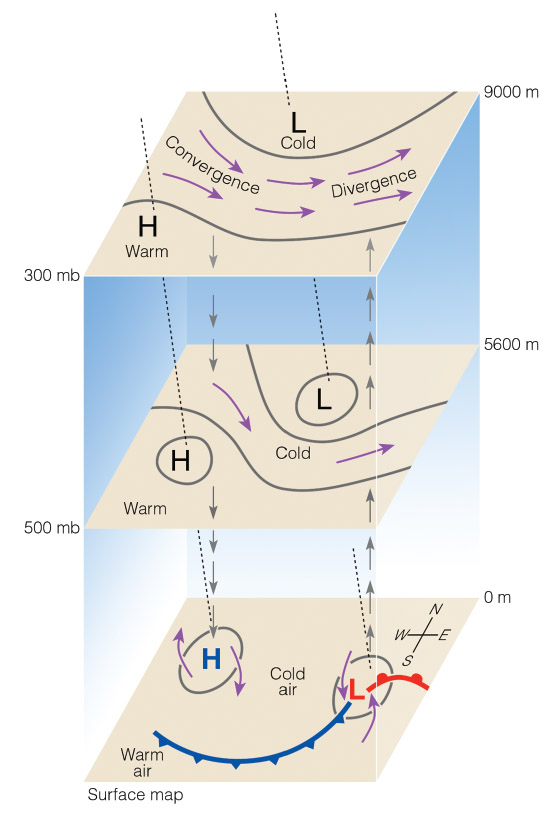 L
9000 m
Cold
Convergence
Divergence
H
Warm
300 mb
5600 m
L
Cold
H
Warm
500 mb
0 m
N
W E
S
H
Cold
air
L
Warm
air
Surface map